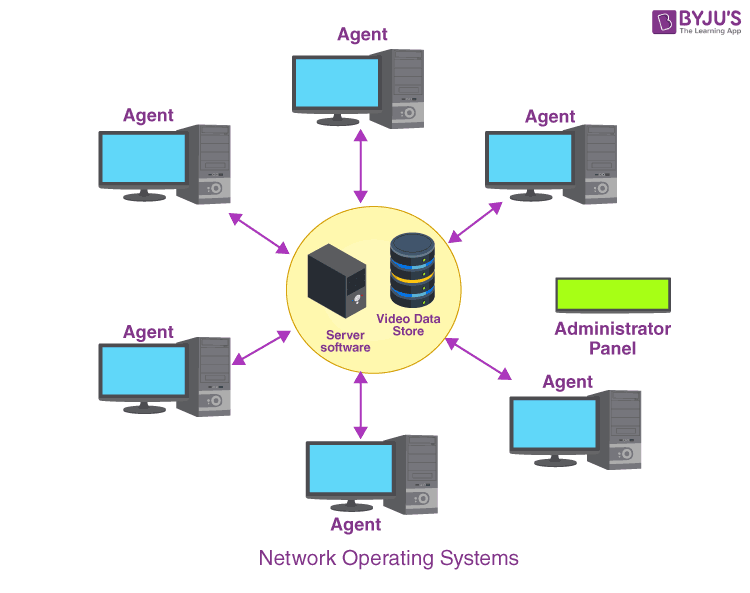 BYJU'S
The Learning App
Agent
Agent
Agent
Server
software
Video Data
Store
Administrator
Panel
Agent
Agent
Agent
Network Operating Systems